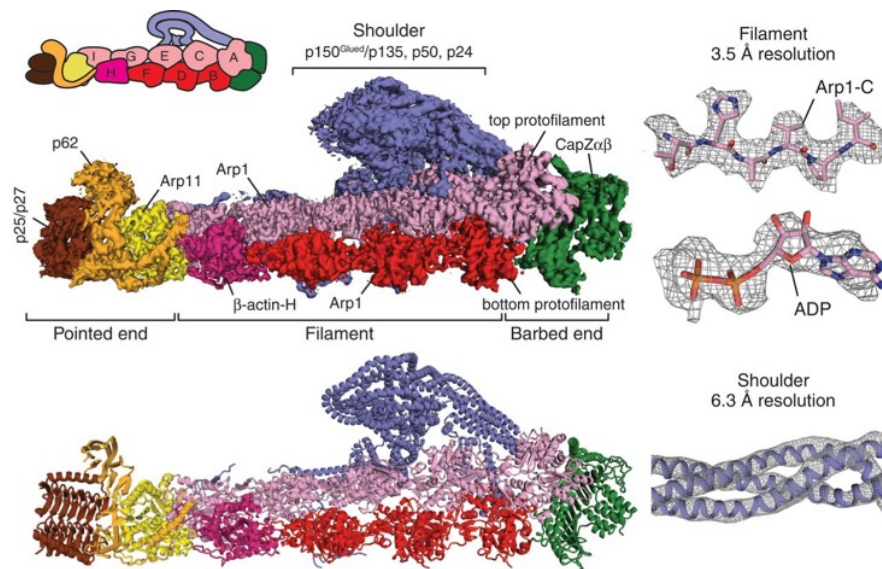 Shoulder
p150Glued/p135, p50, p24
I G E C A
H F D B
top protofilament
CapZαβ
p62
Arp11
Arp1
p25/p27
β-actin-H
Arp1
bottom protofilament
Pointed end
Filament
Barbed end
Filament
3.5 Å resolution
Arp1-C
ADP
Shoulder
6.3 Å resolution